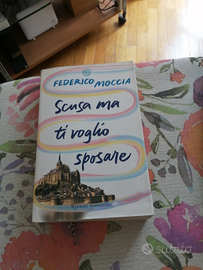 FEDERICO MOCCIA
Scusa ma
ti voglio
sposare
subito